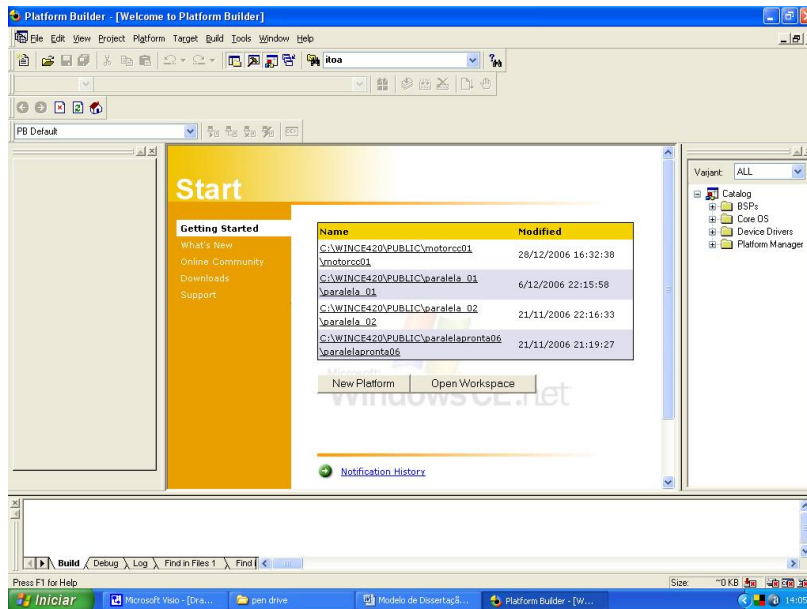 Platform Builder - [Welcome to Platform Builder]
File Edit View Project Platform Target Build Tools Window Help
itoa
PB Default
Start
Getting Started
What's New
Online Community
Downloads
Support
Name Modified
C:\WINCE420\PUBLIC\motorcc01
\motorcc01
28/12/2006 16:32:38
C:\WINCE420\PUBLIC\paralela_01
\paralela_01
6/12/2006 22:15:58
C:\WINCE420\PUBLIC\paralela_02
\paralela_02
21/11/2006 22:16:33
C:\WINCE420\PUBLIC\paralelapronta06
\paralelapronta06
21/11/2006 21:19:27
New Platform Open Workspace
Microsoft
Windows CE.net
Notification History
Variant: ALL
Catalog
BSPs
Core OS
Device Drivers
Platform Manager
Build Debug Log Find in Files 1 Find
Press F1 for Help
Size: ~0 KB
Iniciar Microsoft Visio - [Dra... pen drive Modelo de Dissertaçã... Platform Builder - [W... 14:05